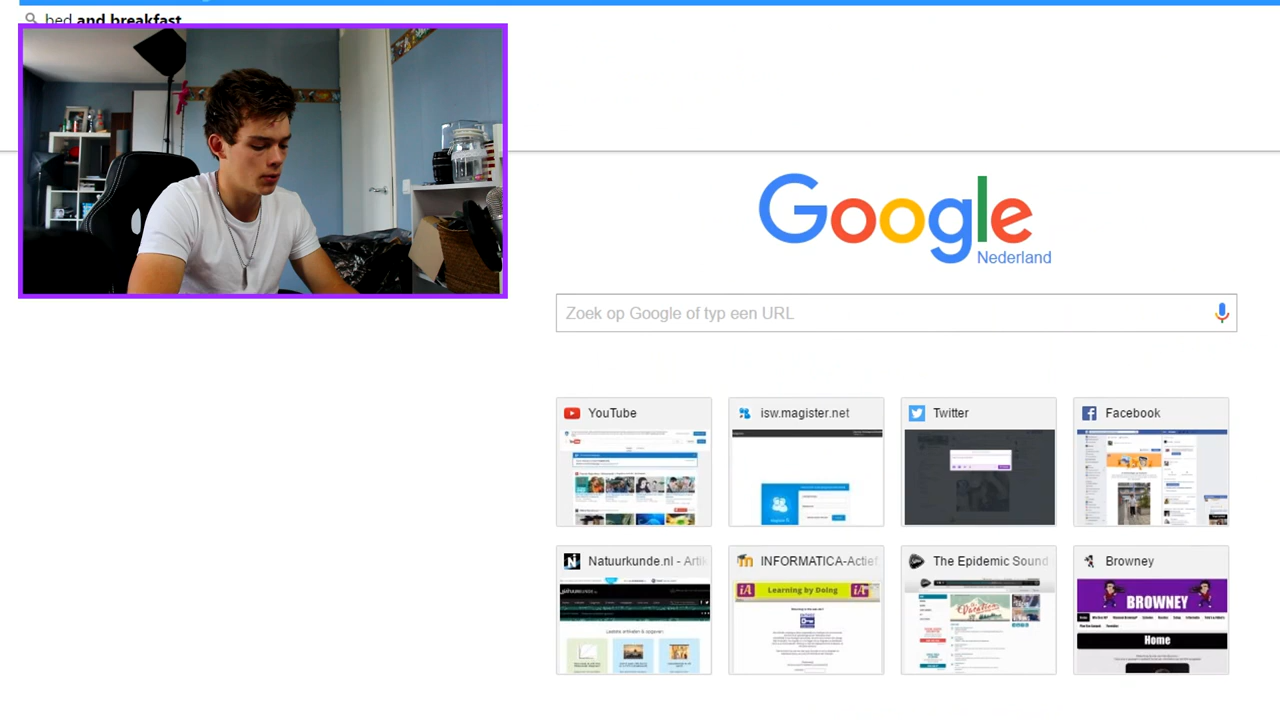 bed and breakfast
Google
Nederland
Zoek op Google of typ een URL
YouTube
isw.magister.net
Twitter
Facebook
Natuurkunde.nl - Artik
INFORMATICA-Actief
The Epidemic Sound
Browney
Learning by Doing
BROWNEY
Home